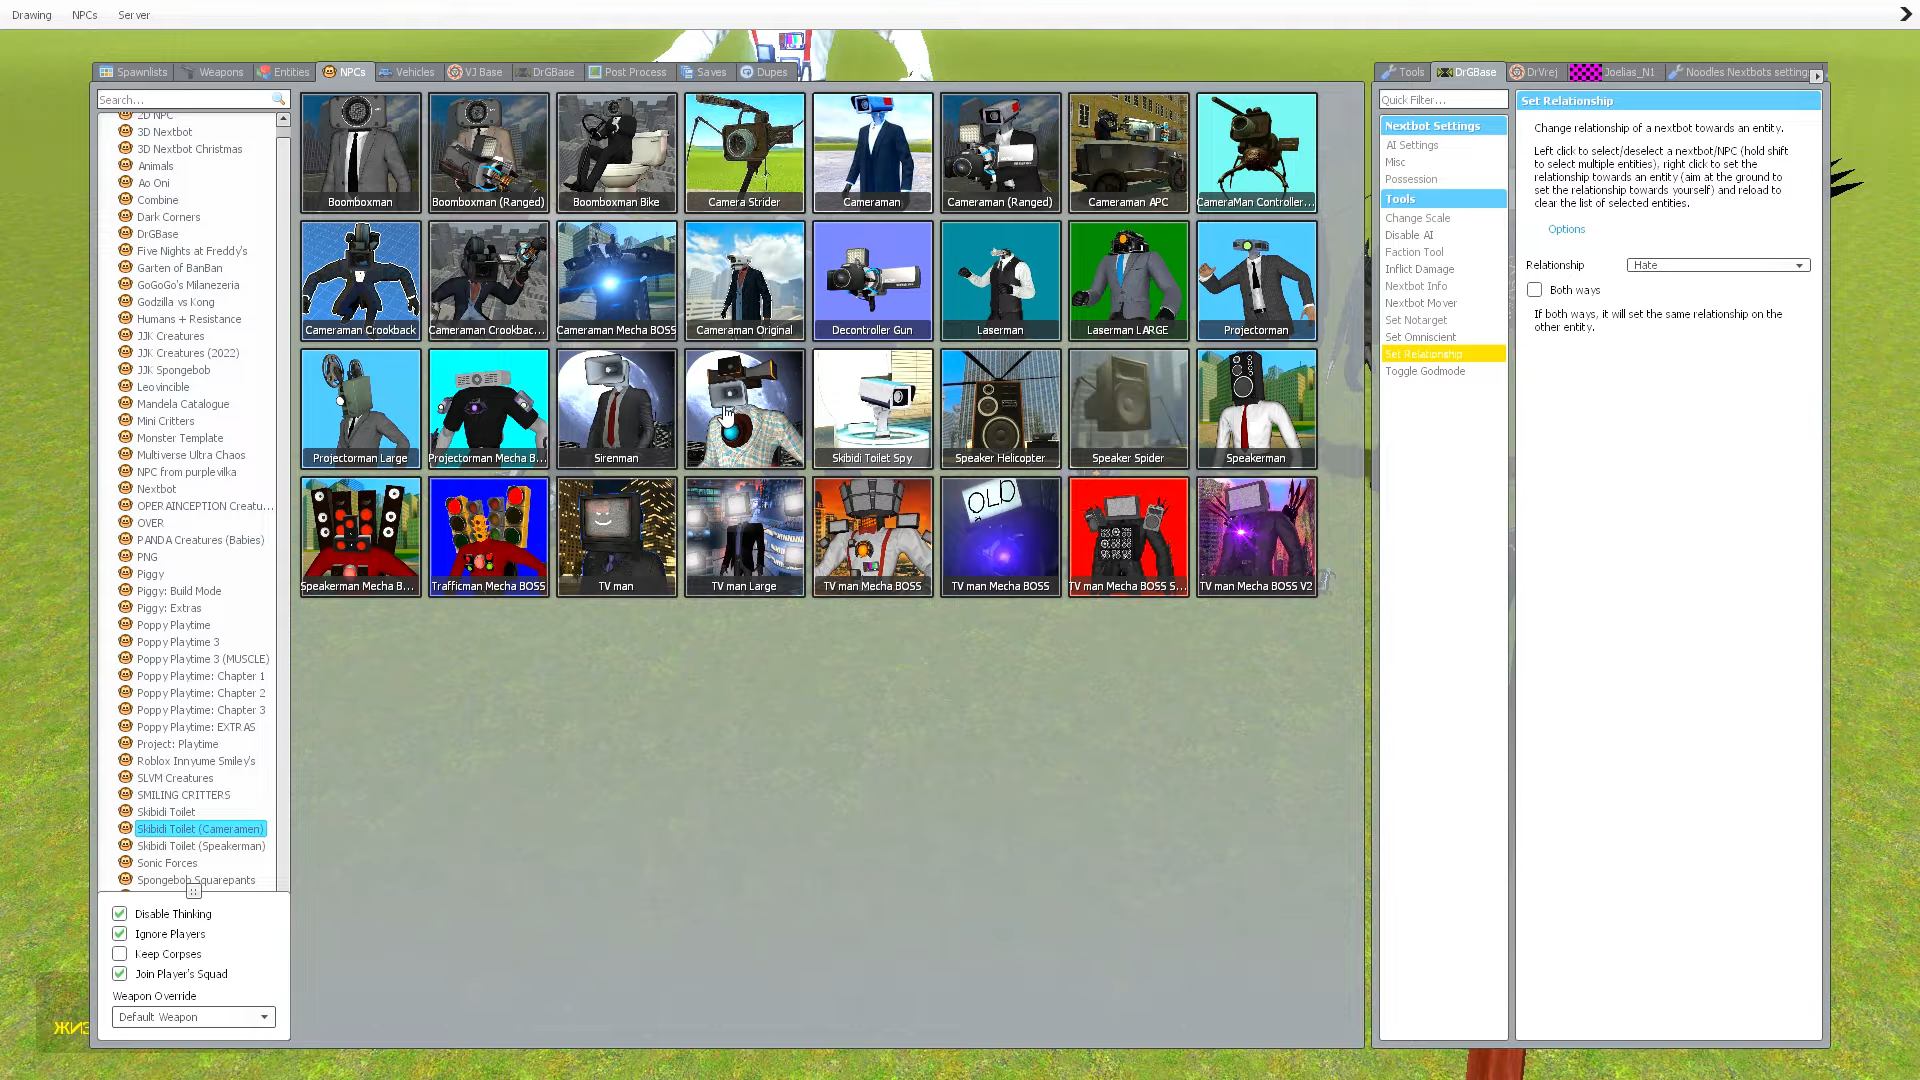 Drawing NPCs Server
Spawnlists Weapons Entities NPCs Vehicles VJ Base DrGBase Post Process Saves Dupes
Tools DrGBase DrVrej Joelias_N1 Noodles Nextbots setting
Search...
2D NPC
3D Nextbot
3D Nextbot Christmas
Animals
Ao Oni
Combine
Dark Corners
DrGBase
Five Nights at Freddy's
Garten of BanBan
GoGoGo's Milanezeria
Godzilla vs Kong
Humans + Resistance
JJK Creatures
JJK Creatures (2022)
JJK Spongebob
Leovincible
Mandela Catalogue
Mini Critters
Monster Template
Multiverse Ultra Chaos
NPC from purplevilka
Nextbot
OPERAINCEPTION Creatu...
OVER
PANDA Creatures (Babies)
PNG
Piggy
Piggy: Build Mode
Piggy: Extras
Poppy Playtime
Poppy Playtime 3
Poppy Playtime 3 (MUSCLE)
Poppy Playtime: Chapter 1
Poppy Playtime: Chapter 2
Poppy Playtime: Chapter 3
Poppy Playtime: EXTRAS
Project: Playtime
Roblox Innyume Smiley's
SLVM Creatures
SMILING CRITTERS
Skibidi Toilet
Skibidi Toilet (Cameramen)
Skibidi Toilet (Speakerman)
Sonic Forces
Spongebob Squarepants
Disable Thinking
Ignore Players
Keep Corpses
Join Player's Squad
Weapon Override
Default Weapon
ЖИЗ
Boomboxman Boomboxman (Ranged) Boomboxman Bike Camera Strider Cameraman Cameraman (Ranged) Cameraman APC CameraMan Controller...
Cameraman Crookback Cameraman Crookbac... Cameraman Mecha BOSS Cameraman Original Decontroller Gun Laserman Laserman LARGE Projectorman
Projectorman Large Projectorman Mecha B... Sirenman Skibidi Toilet Spy Speaker Helicopter Speaker Spider Speakerman
OLD
Speakerman Mecha B... Trafficman Mecha BOSS TV man TV man Large TV man Mecha BOSS TV man Mecha BOSS TV man Mecha BOSS S... TV man Mecha BOSS V2
Quick Filter...
Nextbot Settings
AI Settings
Misc
Possession
Tools
Change Scale
Disable AI
Faction Tool
Inflict Damage
Nextbot Info
Nextbot Mover
Set Notarget
Set Omniscient
Set Relationship
Toggle Godmode
Set Relationship
Change relationship of a nextbot towards an entity.
Left click to select/deselect a nextbot/NPC (hold shift
to select multiple entities), right click to set the
relationship towards an entity (aim at the ground to
set the relationship towards yourself) and reload to
clear the list of selected entities.
Options
Relationship Hate
Both ways
If both ways, it will set the same relationship on the
other entity.